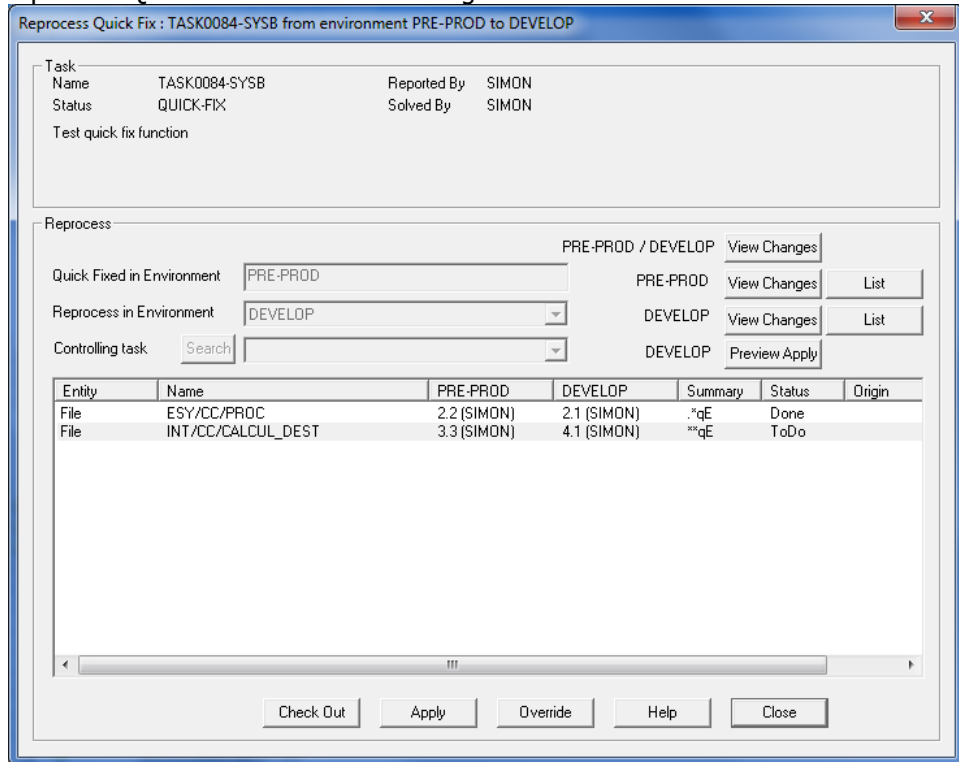 Reprocess Quick Fix : TASK0084-SYSB from environment PRE-PROD to DEVELOP
Task
Name TASK0084-SYSB Reported By SIMON
Status QUICK-FIX Solved By SIMON
Test quick fix function
Reprocess
PRE-PROD / DEVELOP View Changes
Quick Fixed in Environment PRE-PROD PRE-PROD View Changes List
Reprocess in Environment DEVELOP DEVELOP View Changes List
Controlling task Search DEVELOP Preview Apply
Entity Name PRE-PROD DEVELOP Summary Status Origin
File ESY/CC/PROC 2.2 (SIMON) 2.1 (SIMON) .*qE Done
File INT/CC/CALCUL_DEST 3.3 (SIMON) 4.1 (SIMON) **qE ToDo
Check Out Apply Override Help Close